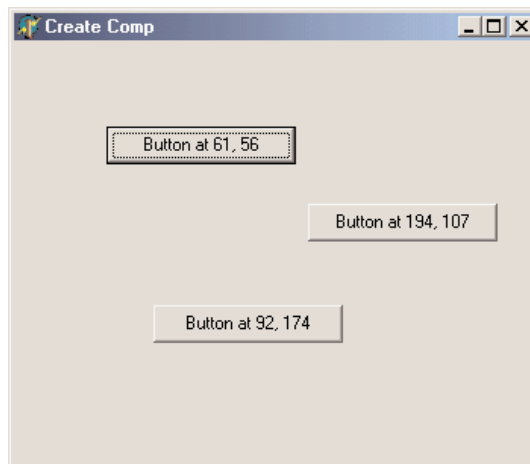 Create Comp
Button at 61, 56
Button at 194, 107
Button at 92, 174